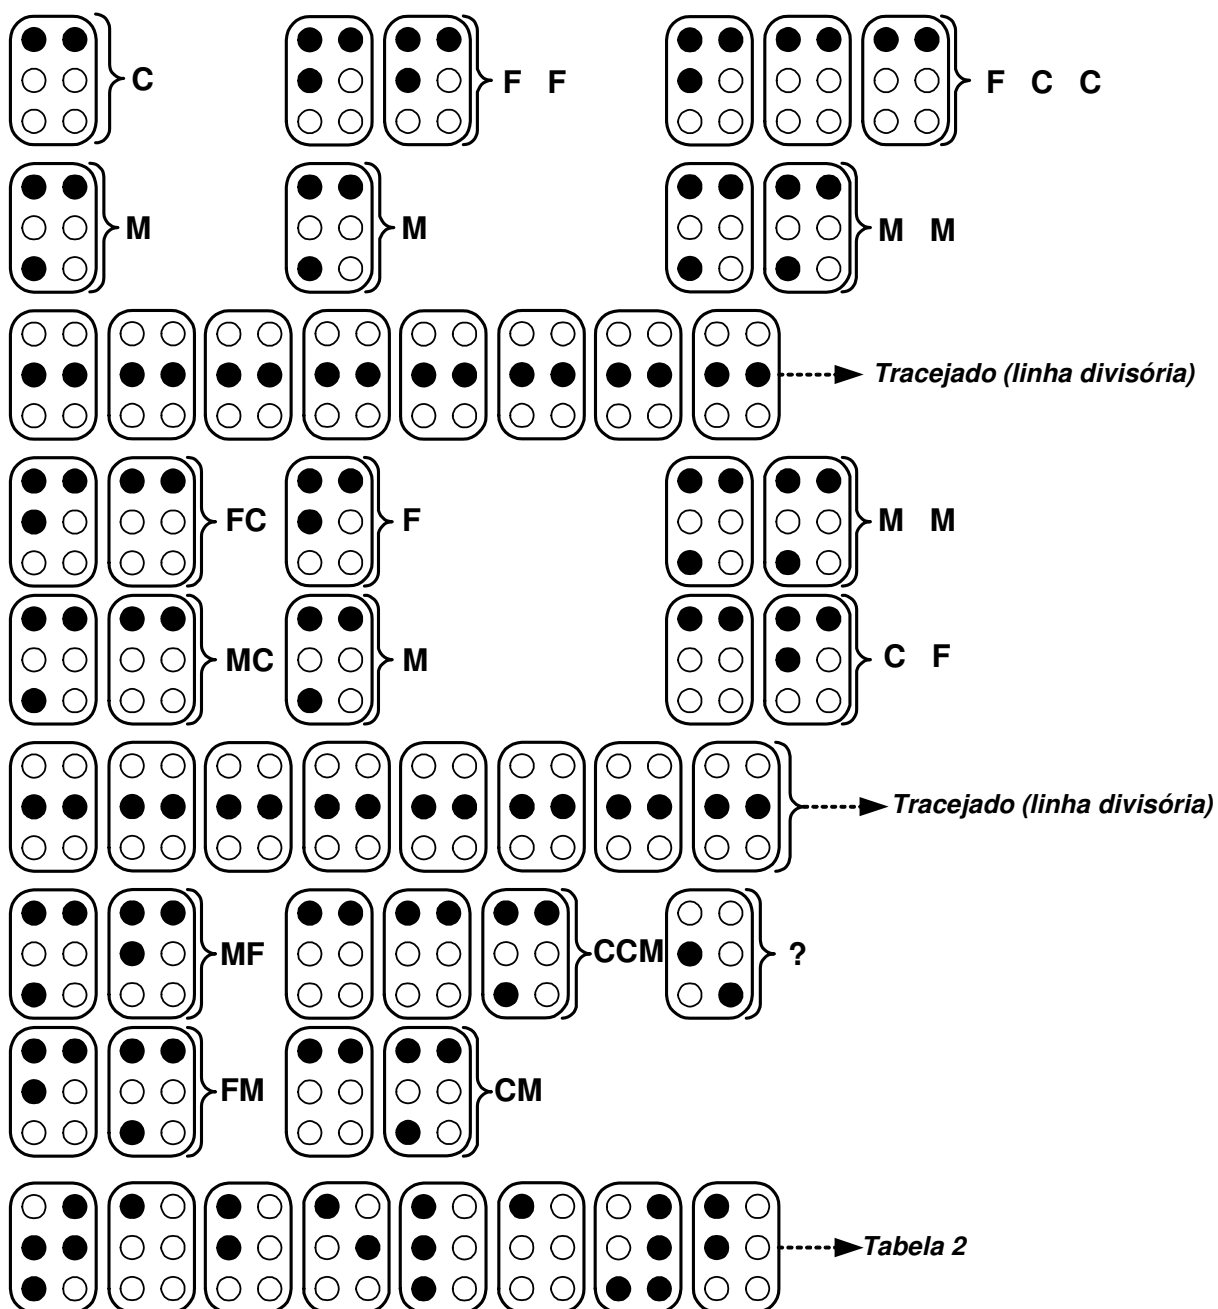 C F F F C C
M M M M
Tracejado (linha divisória)
FC F M M
MC M C F
Tracejado (linha divisória)
MF CCM ?
FM CM
Tabela 2